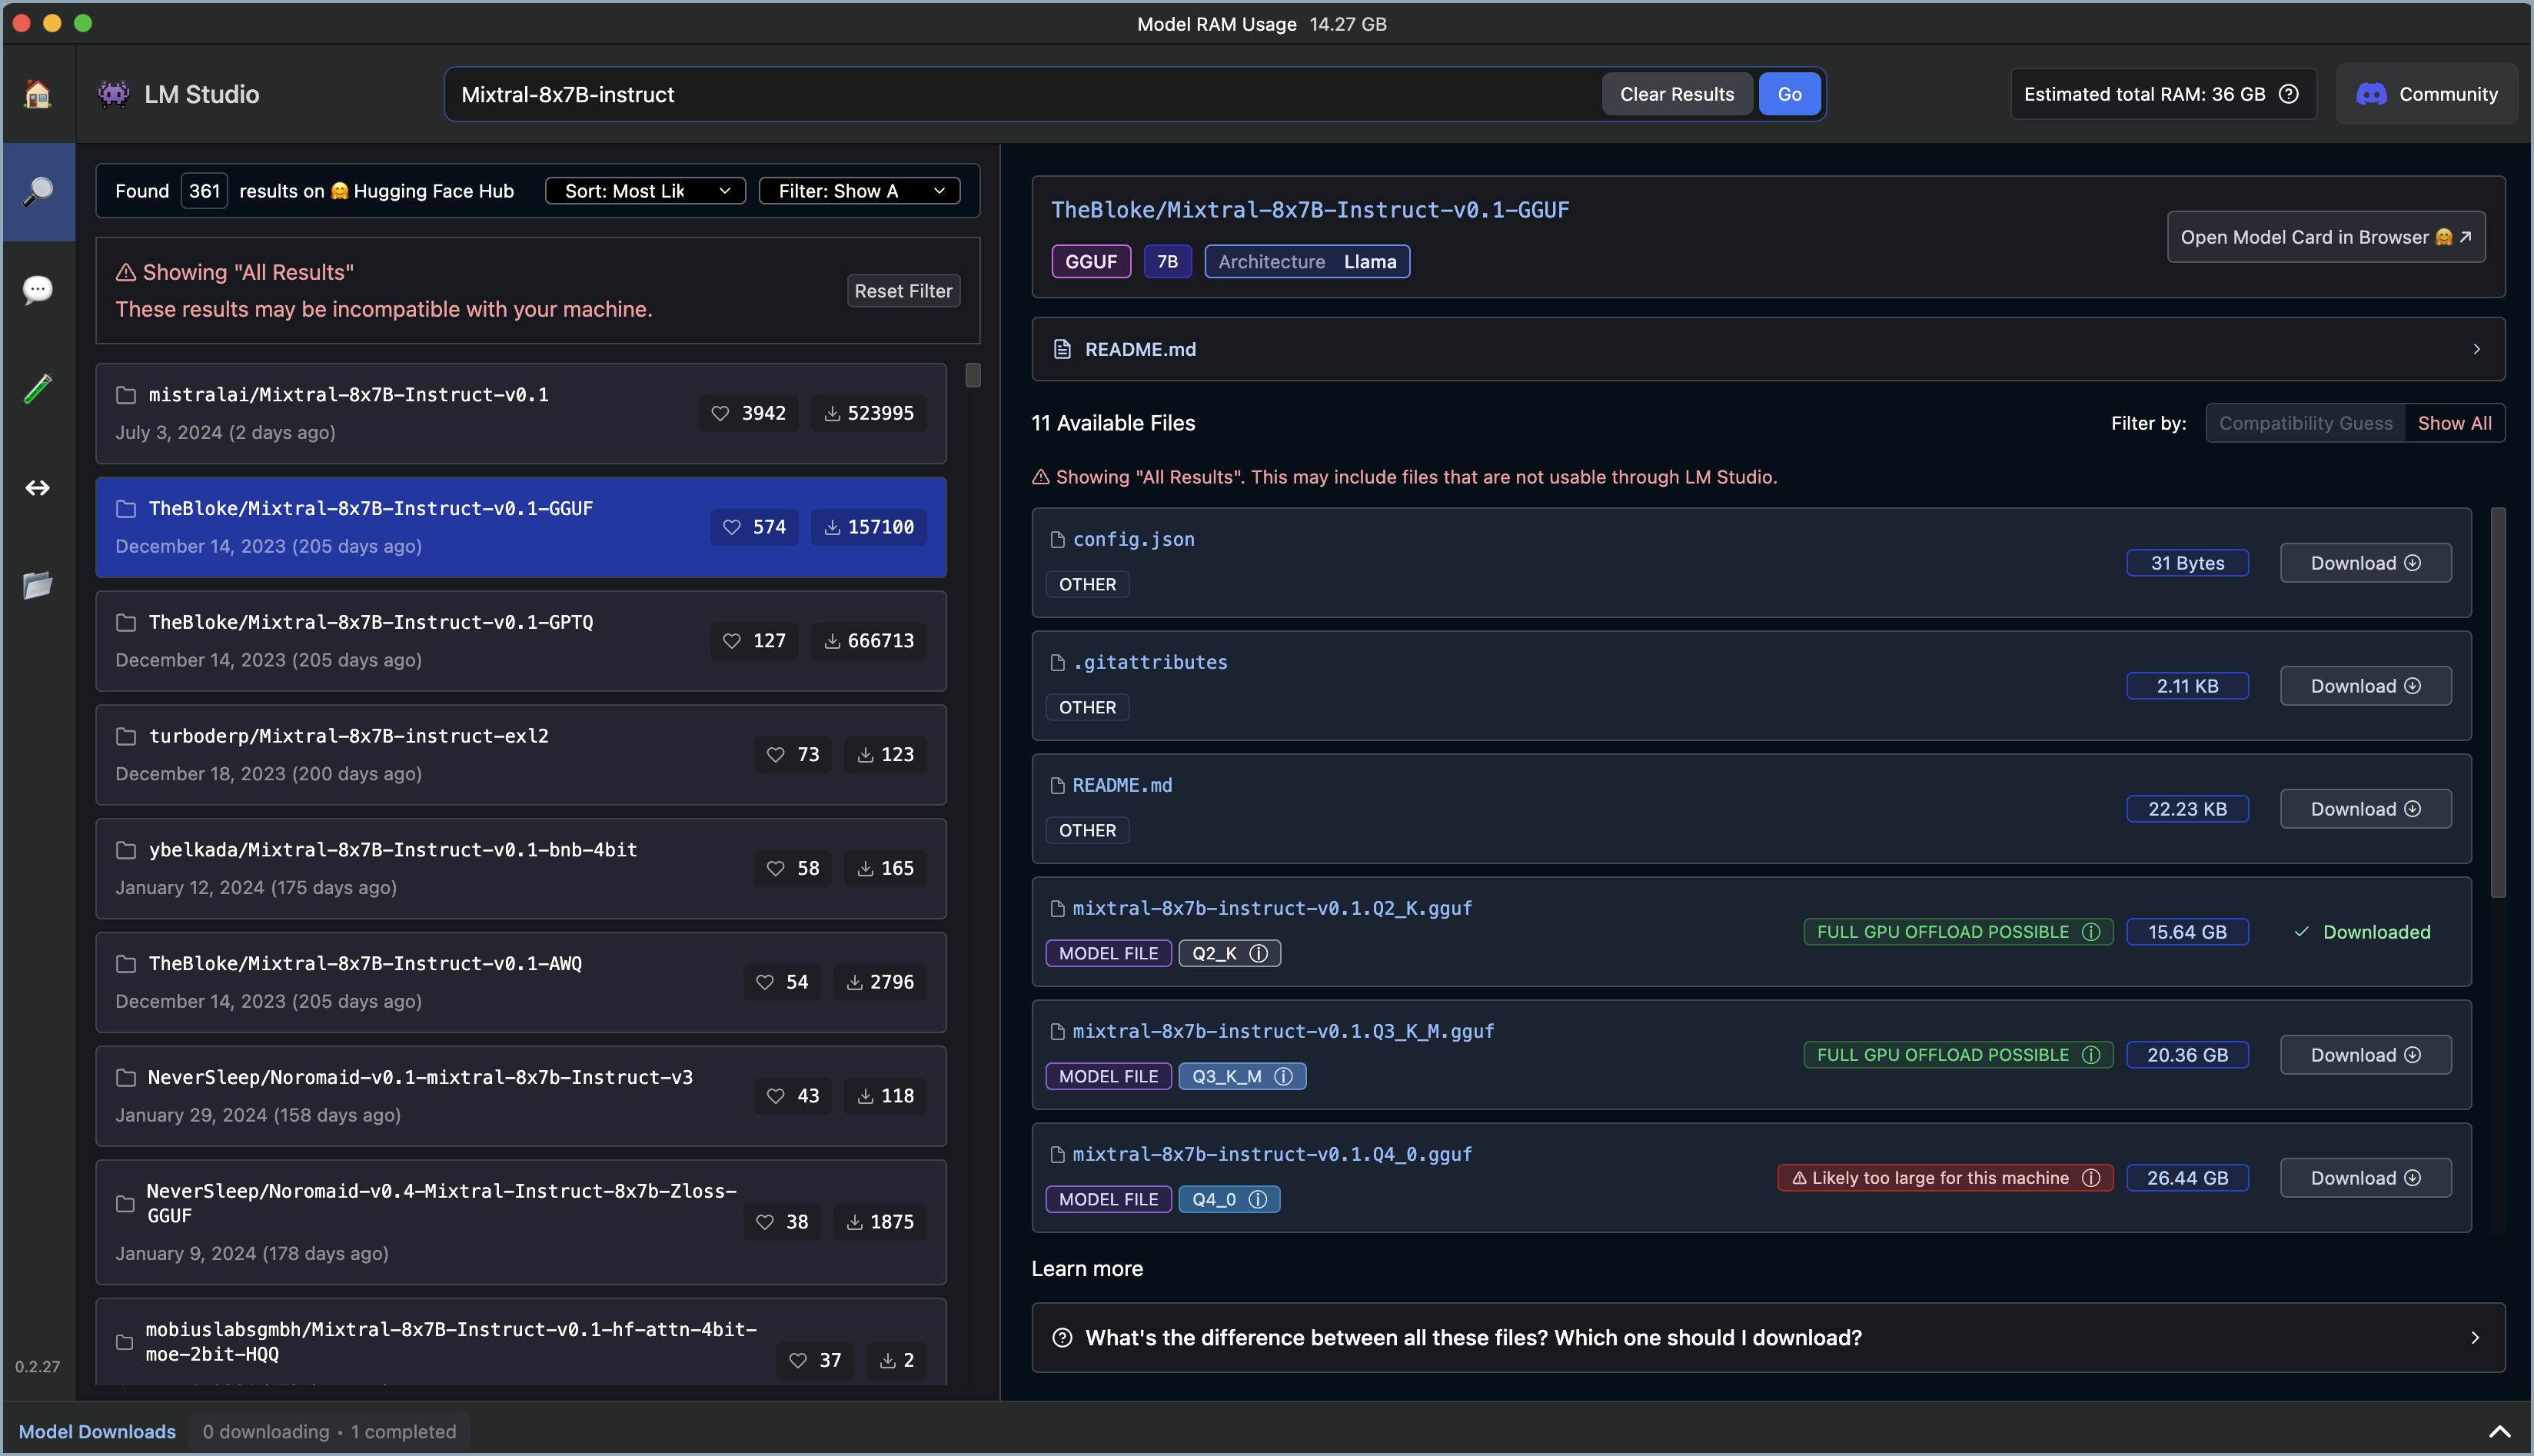 Model RAM Usage 14.27 GB
LM Studio
Mixtral-8x7B-instruct
Clear Results
Go
Estimated total RAM: 36 GB
Community
Found 361 results on 🤗 Hugging Face Hub
Sort: Most Lik
Filter: Show A
Showing "All Results"
These results may be incompatible with your machine.
Reset Filter
mistralai/Mixtral-8x7B-Instruct-v0.1
3942
523995
July 3, 2024 (2 days ago)
TheBloke/Mixtral-8x7B-Instruct-v0.1-GGUF
574
157100
December 14, 2023 (205 days ago)
TheBloke/Mixtral-8x7B-Instruct-v0.1-GPTQ
127
666713
December 14, 2023 (205 days ago)
turboderp/Mixtral-8x7B-instruct-exl2
73
123
December 18, 2023 (200 days ago)
ybelkada/Mixtral-8x7B-Instruct-v0.1-bnb-4bit
58
165
January 12, 2024 (175 days ago)
TheBloke/Mixtral-8x7B-Instruct-v0.1-AWQ
54
2796
December 14, 2023 (205 days ago)
NeverSleep/Noromaid-v0.1-mixtral-8x7b-Instruct-v3
43
118
January 29, 2024 (158 days ago)
NeverSleep/Noromaid-v0.4-Mixtral-Instruct-8x7b-Zloss-
GGUF
38
1875
January 9, 2024 (178 days ago)
mobiuslabsgmbh/Mixtral-8x7B-Instruct-v0.1-hf-attn-4bit-
moe-2bit-HQQ
37
2
0.2.27
TheBloke/Mixtral-8x7B-Instruct-v0.1-GGUF
GGUF
7B
Architecture Llama
Open Model Card in Browser 🤗 ↗
README.md
11 Available Files
Filter by:
Compatibility Guess
Show All
Showing "All Results". This may include files that are not usable through LM Studio.
config.json
OTHER
31 Bytes
Download
.gitattributes
OTHER
2.11 KB
Download
README.md
OTHER
22.23 KB
Download
mixtral-8x7b-instruct-v0.1.Q2_K.gguf
MODEL FILE
Q2_K
FULL GPU OFFLOAD POSSIBLE
15.64 GB
Downloaded
mixtral-8x7b-instruct-v0.1.Q3_K_M.gguf
MODEL FILE
Q3_K_M
FULL GPU OFFLOAD POSSIBLE
20.36 GB
Download
mixtral-8x7b-instruct-v0.1.Q4_0.gguf
MODEL FILE
Q4_0
Likely too large for this machine
26.44 GB
Download
Learn more
What's the difference between all these files? Which one should I download?
Model Downloads
0 downloading • 1 completed